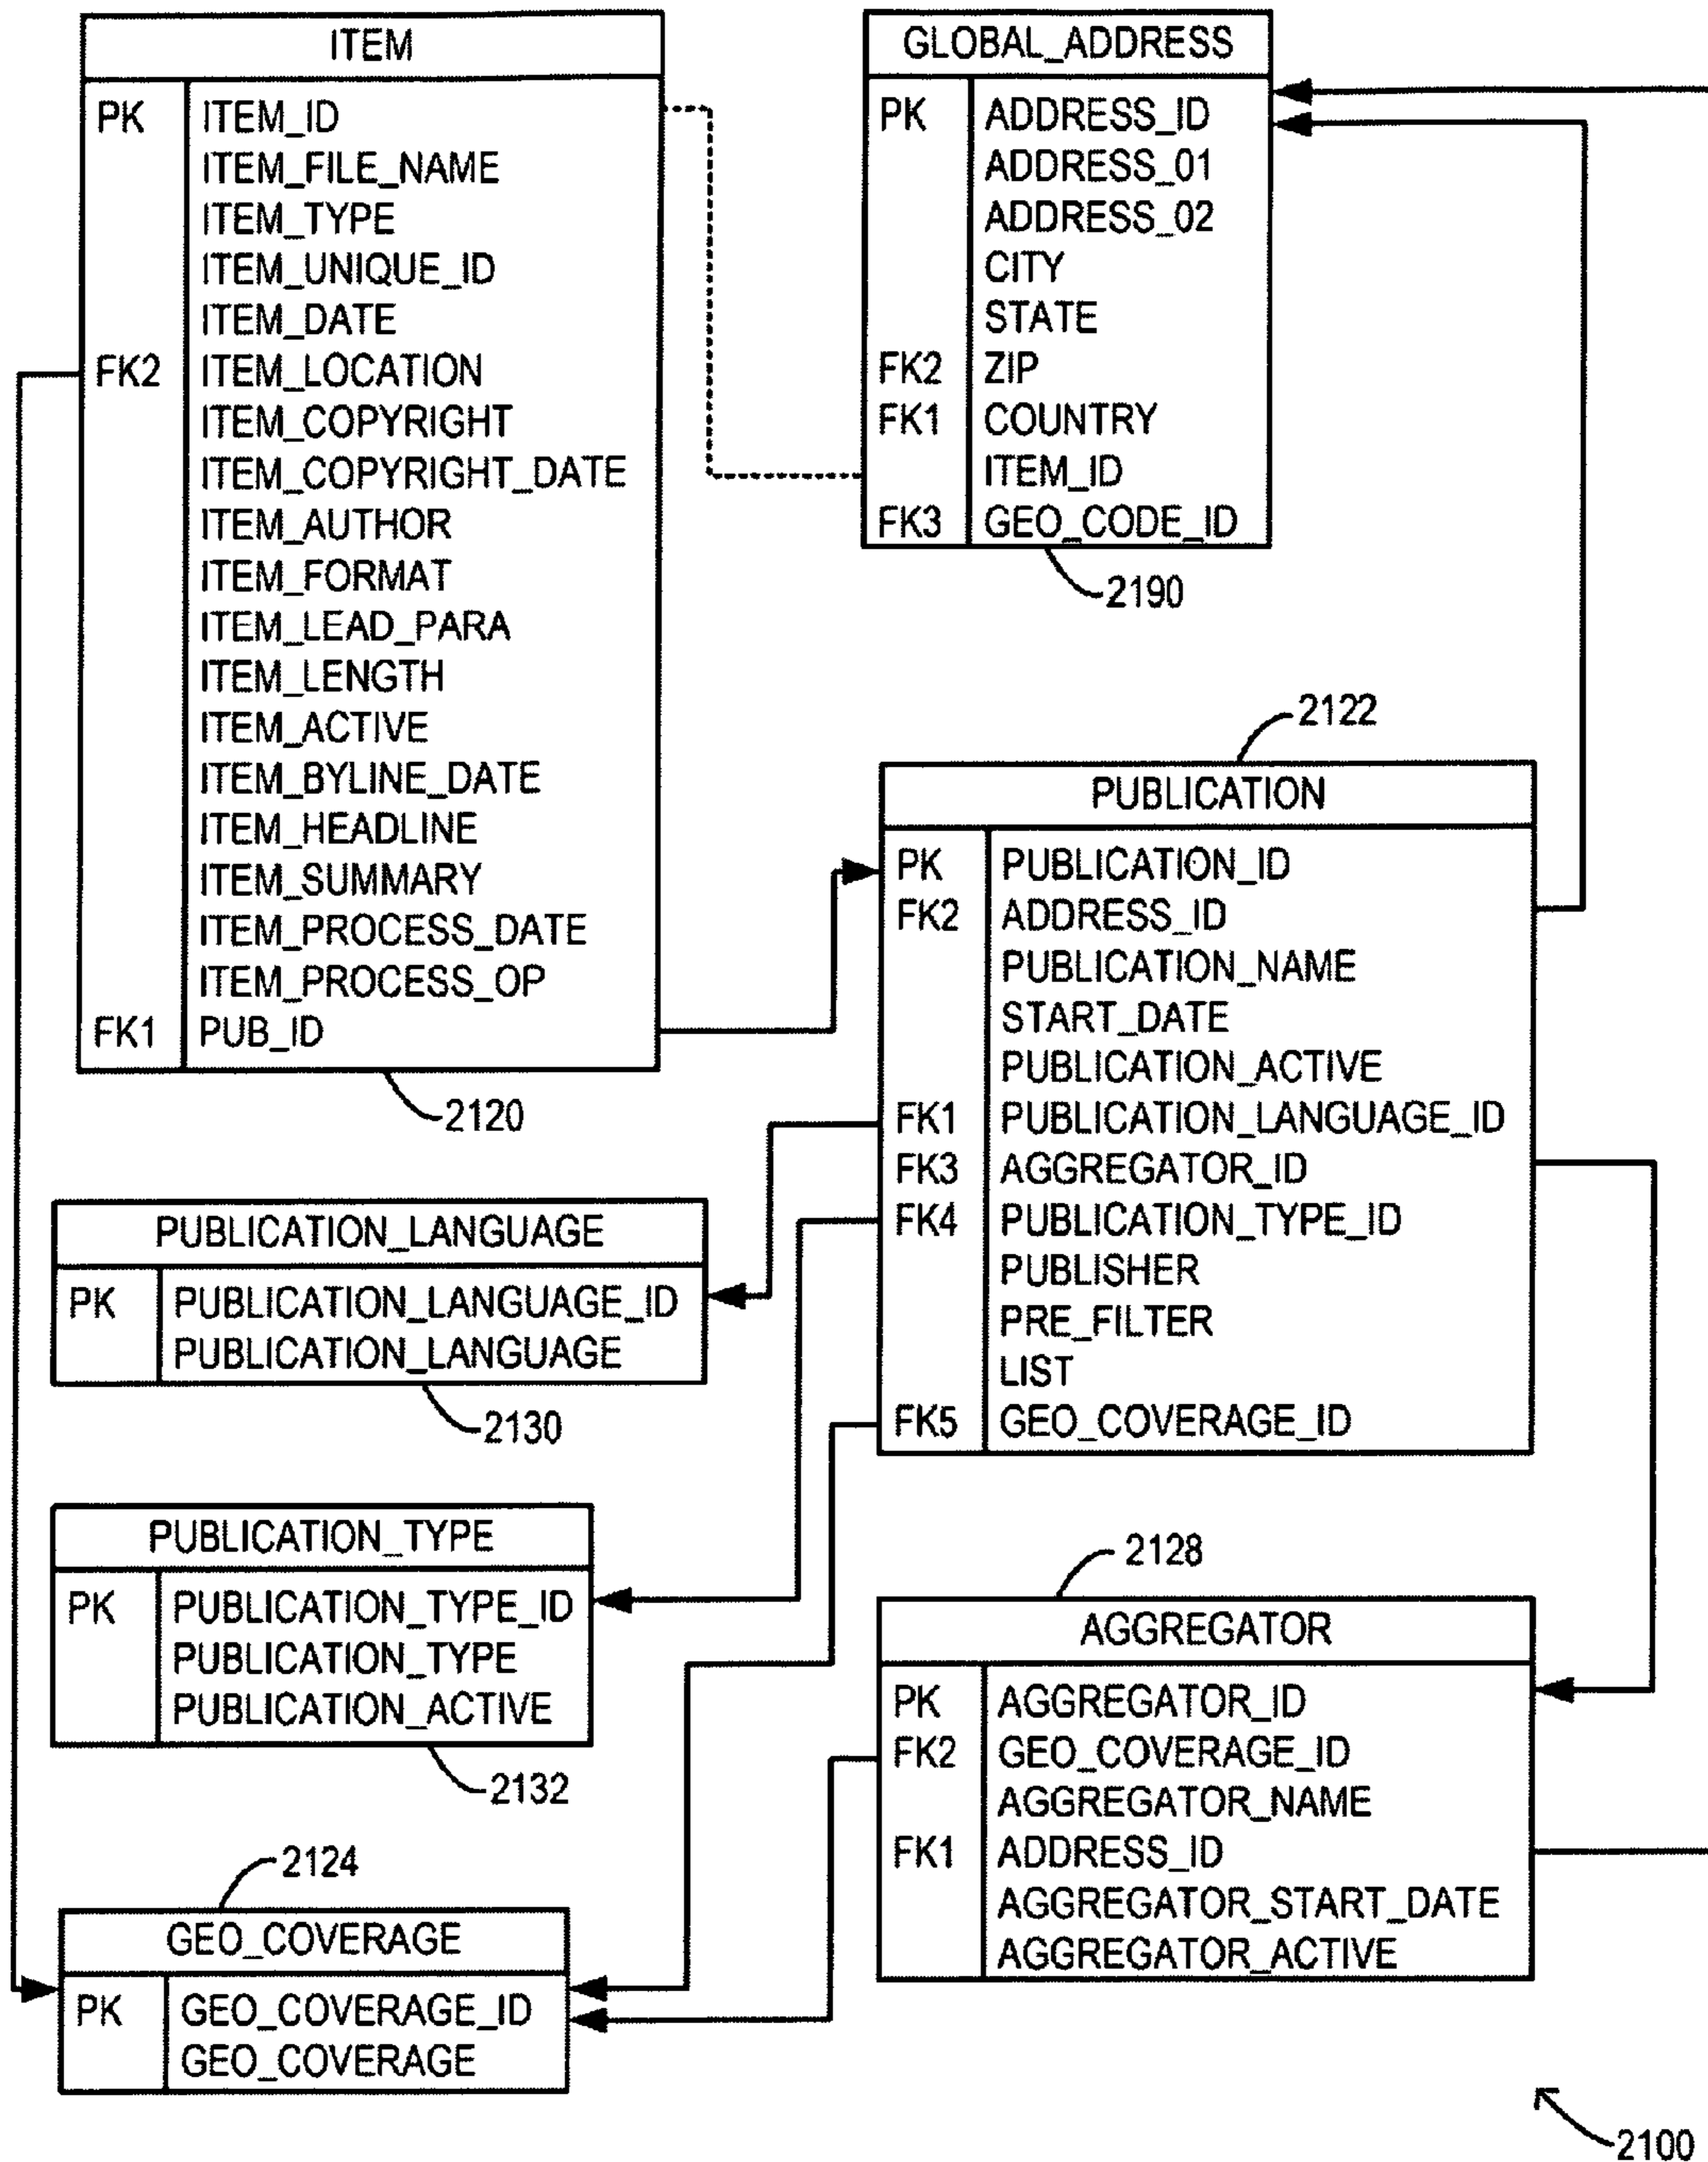 ITEM
PK ITEM_ID
ITEM_FILE_NAME
ITEM_TYPE
ITEM_UNIQUE_ID
ITEM_DATE
FK2 ITEM_LOCATION
ITEM_COPYRIGHT
ITEM_COPYRIGHT_DATE
ITEM_AUTHOR
ITEM_FORMAT
ITEM_LEAD_PARA
ITEM_LENGTH
ITEM_ACTIVE
ITEM_BYLINE_DATE
ITEM_HEADLINE
ITEM_SUMMARY
ITEM_PROCESS_DATE
ITEM_PROCESS_OP
FK1 PUB_ID
2120
GLOBAL_ADDRESS
PK ADDRESS_ID
ADDRESS_01
ADDRESS_02
CITY
STATE
FK2 ZIP
FK1 COUNTRY
ITEM_ID
FK3 GEO_CODE_ID
2190
2122
PUBLICATION
PK PUBLICATION_ID
FK2 ADDRESS_ID
PUBLICATION_NAME
START_DATE
PUBLICATION_ACTIVE
FK1 PUBLICATION_LANGUAGE_ID
FK3 AGGREGATOR_ID
FK4 PUBLICATION_TYPE_ID
PUBLISHER
PRE_FILTER
LIST
FK5 GEO_COVERAGE_ID
PUBLICATION_LANGUAGE
PK PUBLICATION_LANGUAGE_ID
PUBLICATION_LANGUAGE
2130
PUBLICATION_TYPE
PK PUBLICATION_TYPE_ID
PUBLICATION_TYPE
PUBLICATION_ACTIVE
2132
2128
AGGREGATOR
PK AGGREGATOR_ID
FK2 GEO_COVERAGE_ID
AGGREGATOR_NAME
FK1 ADDRESS_ID
AGGREGATOR_START_DATE
AGGREGATOR_ACTIVE
2124
GEO_COVERAGE
PK GEO_COVERAGE_ID
GEO_COVERAGE
2100